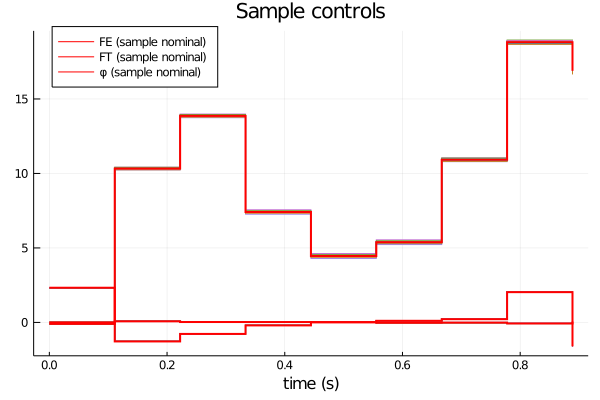 Sample controls
FE (sample nominal)
FT (sample nominal)
φ (sample nominal)
15
10
5
0
0.0 0.2 0.4 0.6 0.8
time (s)